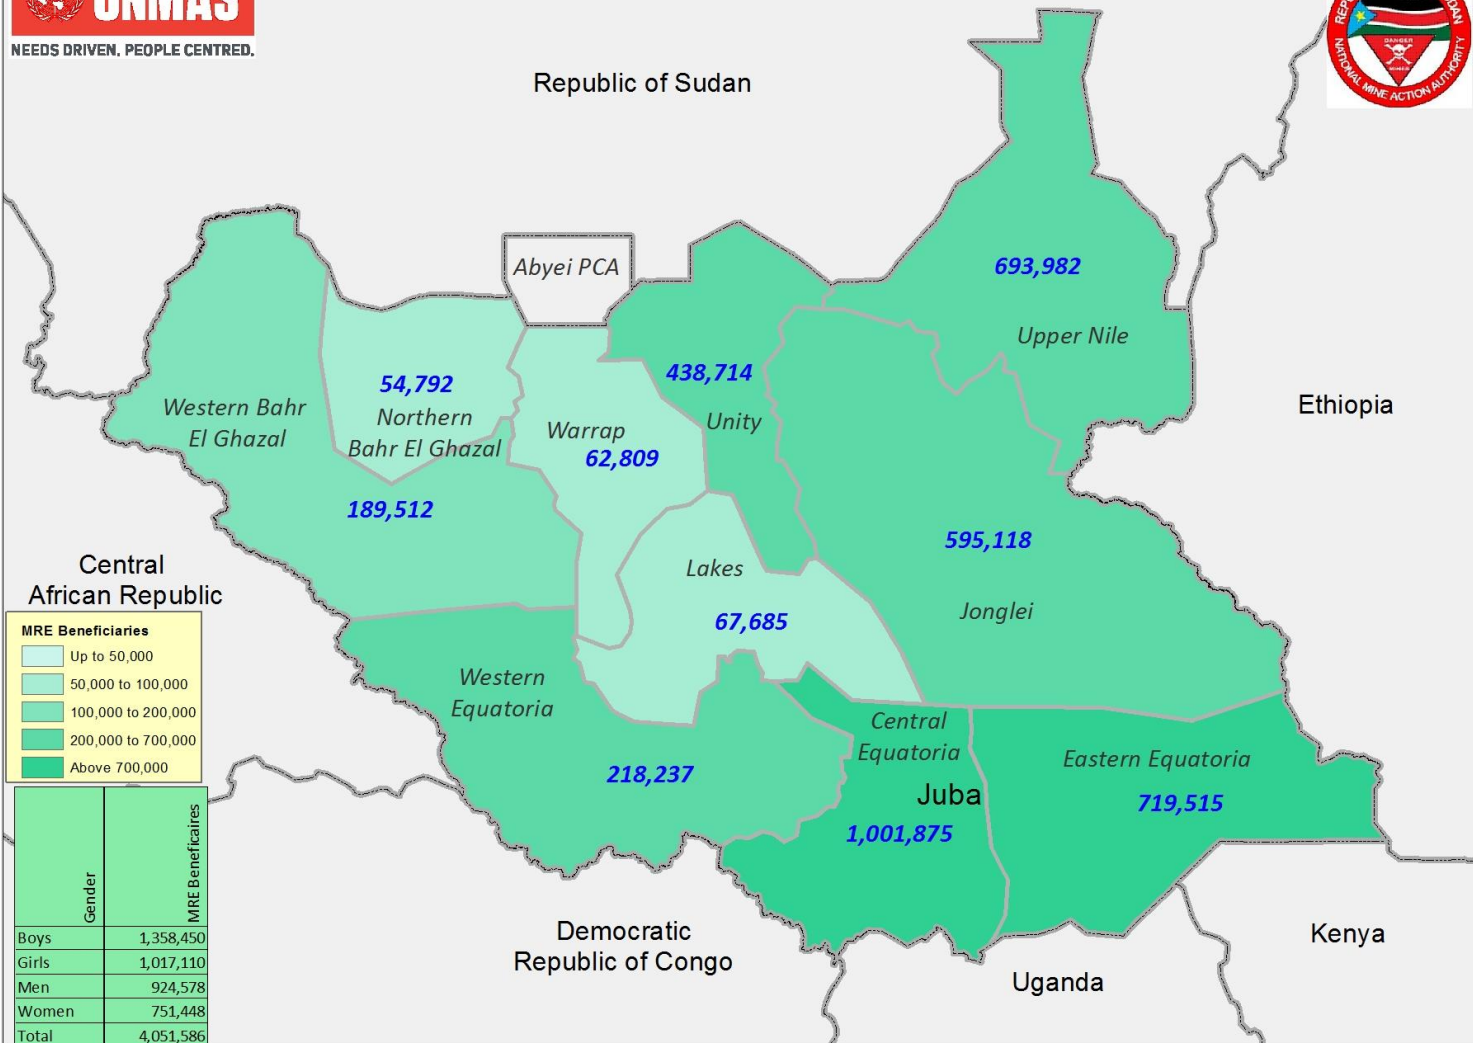 UNMAS
NEEDS DRIVEN. PEOPLE CENTRED.
NATIONAL MINE ACTION AUTHORITY
DANGER
MINES
Republic of Sudan
Abyei PCA
693,982
Upper Nile
438,714
Unity
54,792
Northern
Bahr El Ghazal
Western Bahr
El Ghazal
189,512
Warrap
62,809
Ethiopia
595,118
Jonglei
Lakes
67,685
Central
African Republic
MRE Beneficiaries
Up to 50,000
50,000 to 100,000
100,000 to 200,000
200,000 to 700,000
Above 700,000
Western
Equatoria
218,237
Central
Equatoria
Juba
1,001,875
Eastern Equatoria
719,515
Gender MRE Beneficaires
Boys 1,358,450
Girls 1,017,110
Men 924,578
Women 751,448
Total 4,051,586
Democratic
Republic of Congo
Uganda
Kenya